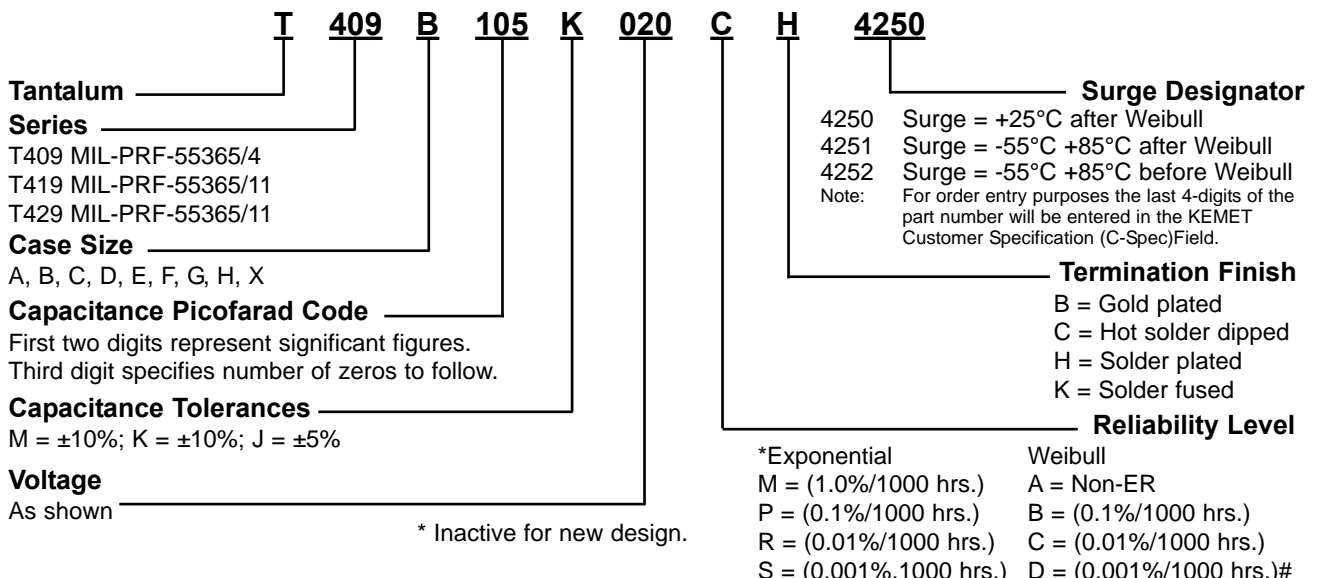 T 409 B 105 K 020 C H 4250
Tantalum
Series
T409 MIL-PRF-55365/4
T419 MIL-PRF-55365/11
T429 MIL-PRF-55365/11
Case Size
A, B, C, D, E, F, G, H, X
Capacitance Picofarad Code
First two digits represent significant figures.
Third digit specifies number of zeros to follow.
Capacitance Tolerances
M = ±10%; K = ±10%; J = ±5%
Voltage
As shown
* Inactive for new design.
Surge Designator
4250 Surge = +25°C after Weibull
4251 Surge = -55°C +85°C after Weibull
4252 Surge = -55°C +85°C before Weibull
Note: For order entry purposes the last 4-digits of the
part number will be entered in the KEMET
Customer Specification (C-Spec)Field.
Termination Finish
B = Gold plated
C = Hot solder dipped
H = Solder plated
K = Solder fused
Reliability Level
*Exponential Weibull
M = (1.0%/1000 hrs.) A = Non-ER
P = (0.1%/1000 hrs.) B = (0.1%/1000 hrs.)
R = (0.01%/1000 hrs.) C = (0.01%/1000 hrs.)
S = (0.001%.1000 hrs.) D = (0.001%/1000 hrs.)#